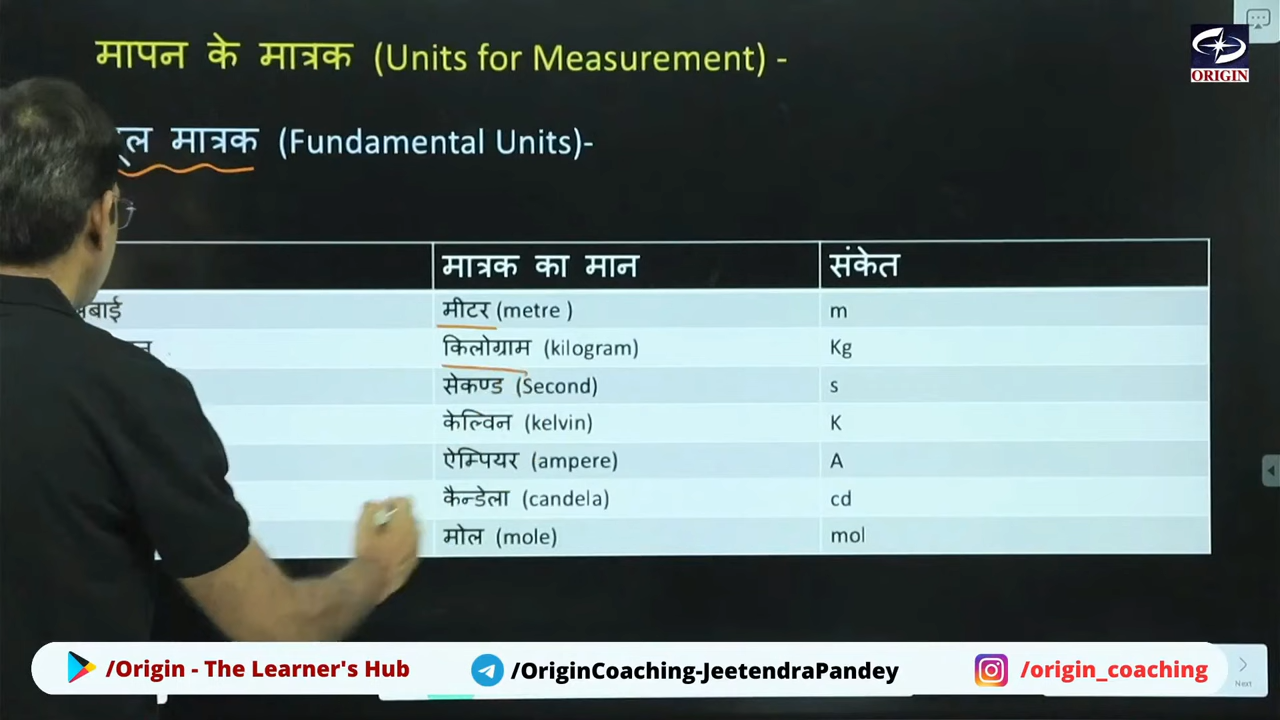 मापन के मात्रक (Units for Measurement) -
ORIGIN
मात्रक (Fundamental Units)-
मात्रक का मान संकेत
मीटर (metre ) m
किलोग्राम (kilogram) Kg
सेकण्ड (Second) s
केल्विन (kelvin) K
ऐम्पियर (ampere) A
कैन्डेला (candela) cd
मोल (mole) mol
/Origin - The Learner's Hub /OriginCoaching-JeetendraPandey /origin_coaching
Next